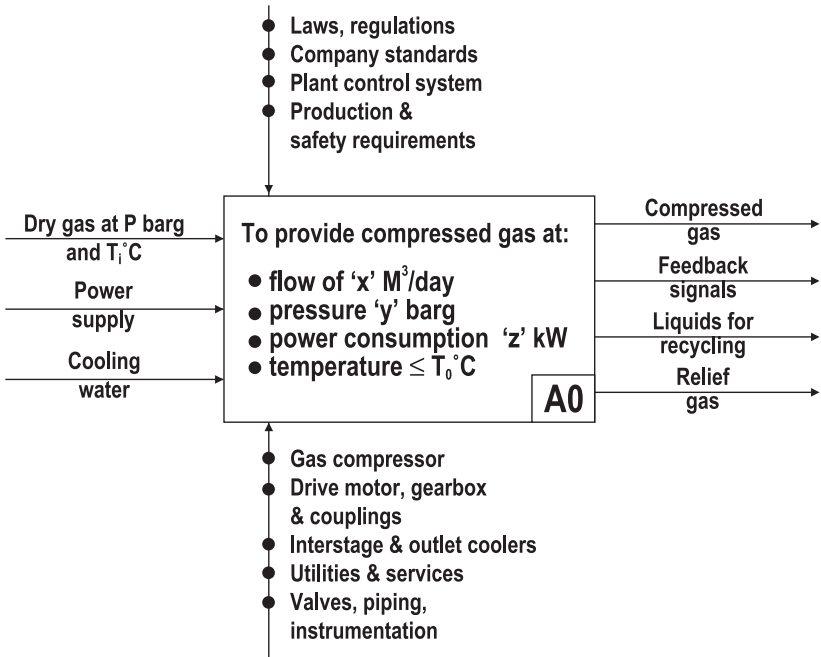 Laws, regulations
Company standards
Plant control system
Production &
safety requirements
Dry gas at P barg
and Tᵢ°C
Power
supply
Cooling
water
To provide compressed gas at:
flow of ‘x’ M³/day
pressure ‘y’ barg
power consumption ‘z’ kW
temperature ≤ T₀°C
A0
Compressed
gas
Feedback
signals
Liquids for
recycling
Relief
gas
Gas compressor
Drive motor, gearbox
& couplings
Interstage & outlet coolers
Utilities & services
Valves, piping,
instrumentation